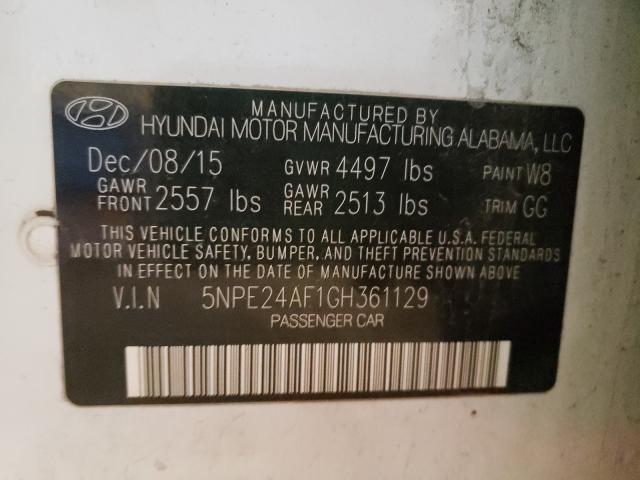 MANUFACTURED BY
HYUNDAI MOTOR MANUFACTURING ALABAMA, LLC
Dec/08/15 GVWR 4497 lbs PAINT W8
GAWR FRONT 2557 lbs GAWR REAR 2513 lbs TRIM GG
THIS VEHICLE CONFORMS TO ALL APPLICABLE U.S.A. FEDERAL
MOTOR VEHICLE SAFETY, BUMPER, AND THEFT PREVENTION STANDARDS
IN EFFECT ON THE DATE OF MANUFACTURE SHOWN ABOVE.
V.I.N 5NPE24AF1GH361129
PASSENGER CAR